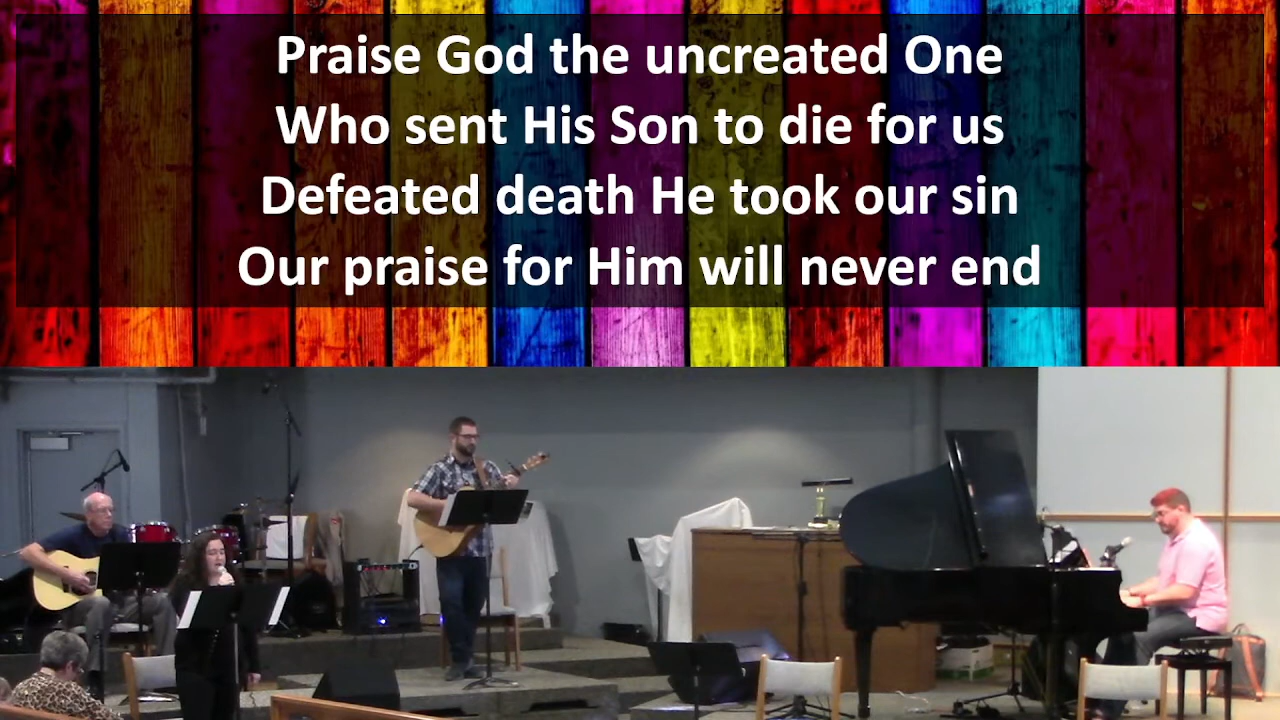 Praise God the uncreated One
Who sent His Son to die for us
Defeated death He took our sin
Our praise for Him will never end